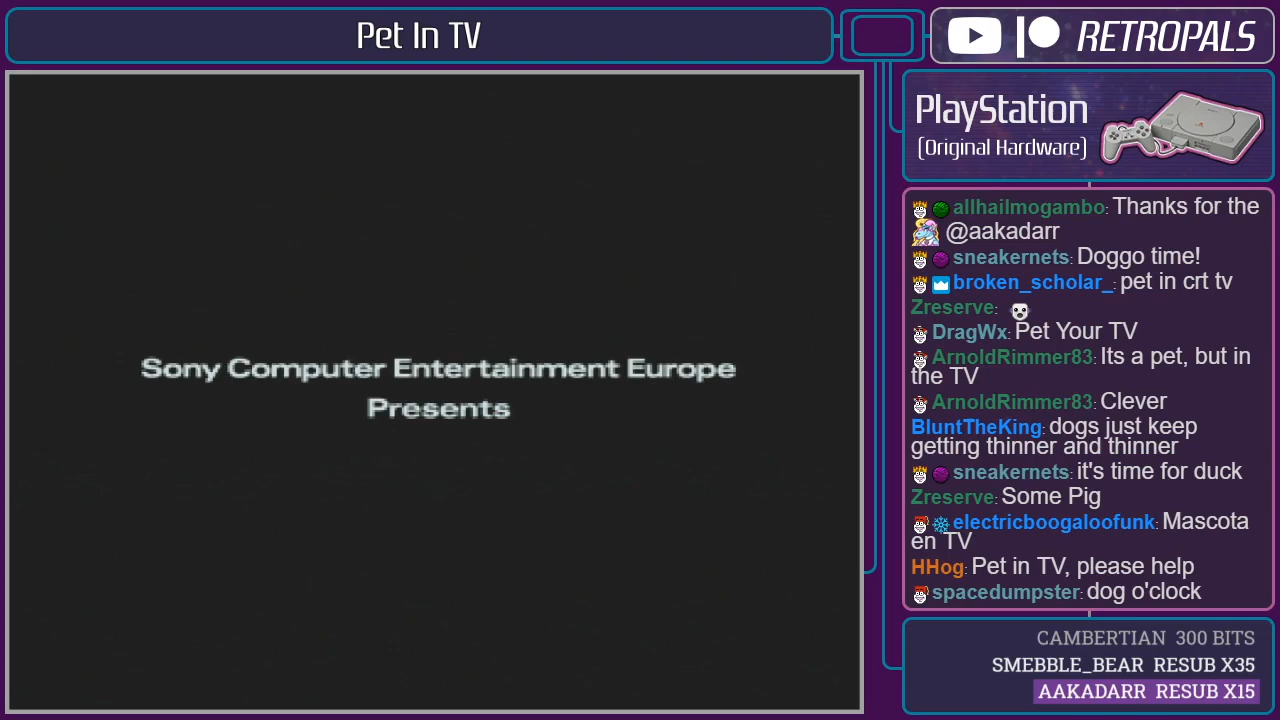 Pet In TV
RETROPALS
PlayStation
(Original Hardware)
Sony Computer Entertainment Europe
Presents
allhailmogambo: Thanks for the
@aakadarr
sneakernets: Doggo time!
broken_scholar_: pet in crt tv
Zreserve:
DragWx: Pet Your TV
ArnoldRimmer83: Its a pet, but in
the TV
ArnoldRimmer83: Clever
BluntTheKing: dogs just keep
getting thinner and thinner
sneakernets: it's time for duck
Zreserve: Some Pig
electricboogaloofunk: Mascota
en TV
HHog: Pet in TV, please help
spacedumpster: dog o'clock
CAMBERTIAN 300 BITS
SMEBBLE_BEAR RESUB X35
AAKADARR RESUB X15